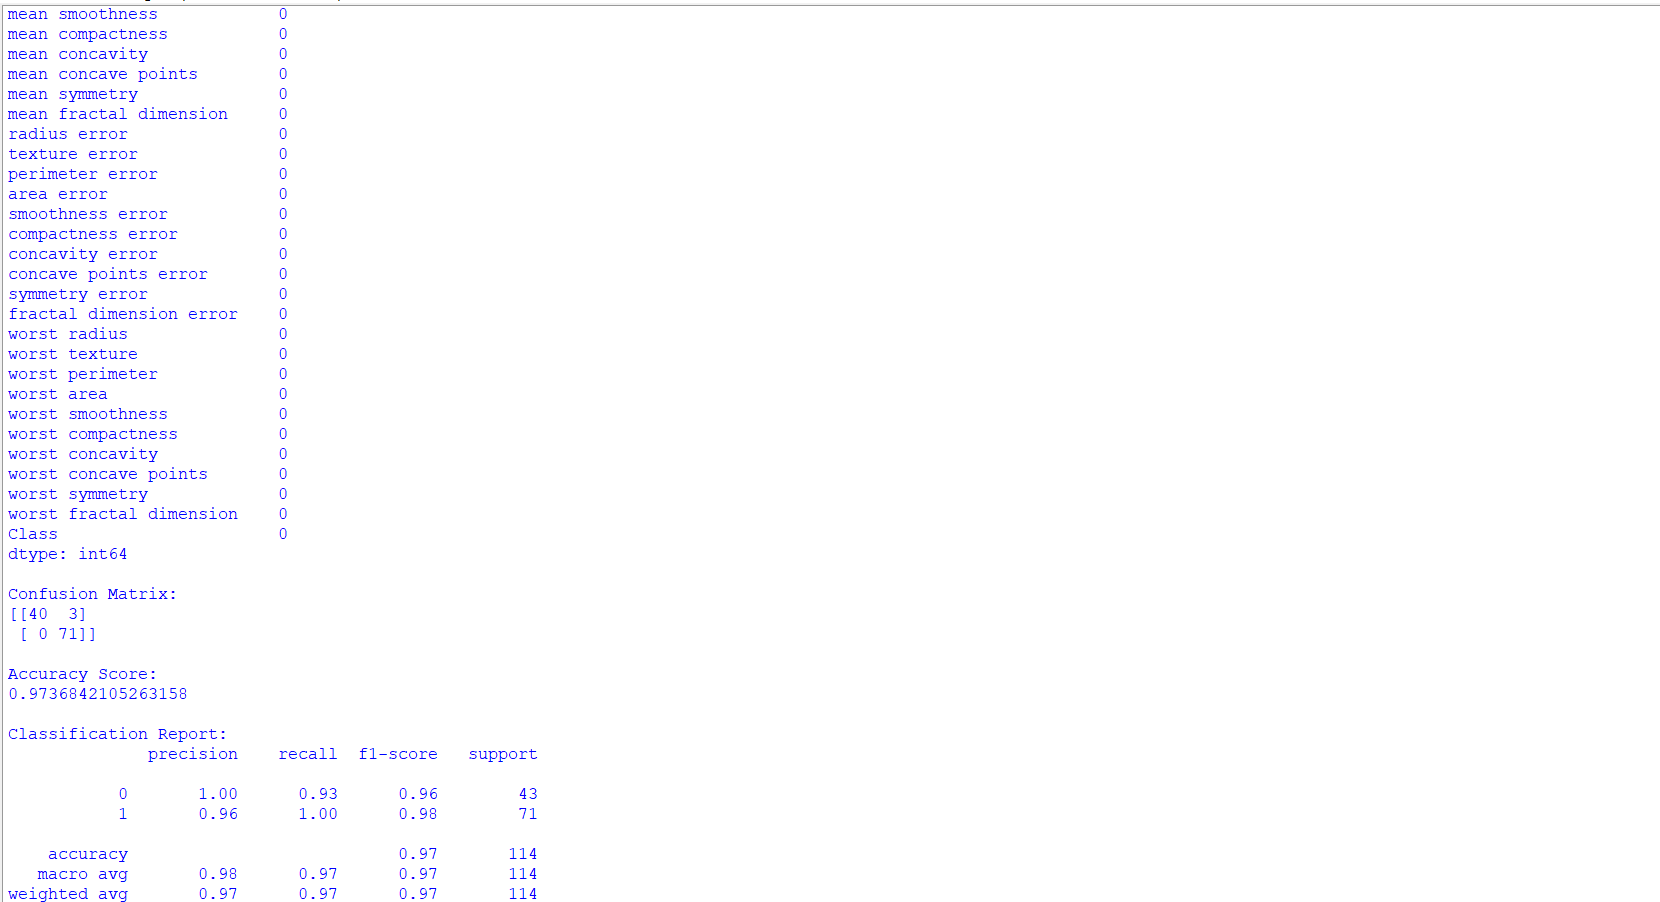 mean smoothness 0
mean compactness 0
mean concavity 0
mean concave points 0
mean symmetry 0
mean fractal dimension 0
radius error 0
texture error 0
perimeter error 0
area error 0
smoothness error 0
compactness error 0
concavity error 0
concave points error 0
symmetry error 0
fractal dimension error 0
worst radius 0
worst texture 0
worst perimeter 0
worst area 0
worst smoothness 0
worst compactness 0
worst concavity 0
worst concave points 0
worst symmetry 0
worst fractal dimension 0
Class 0
dtype: int64
Confusion Matrix:
[[40  3]
 [ 0 71]]
Accuracy Score:
0.9736842105263158
Classification Report:
precision recall f1-score support
0 1.00 0.93 0.96 43
1 0.96 1.00 0.98 71
accuracy 0.97 114
macro avg 0.98 0.97 0.97 114
weighted avg 0.97 0.97 0.97 114